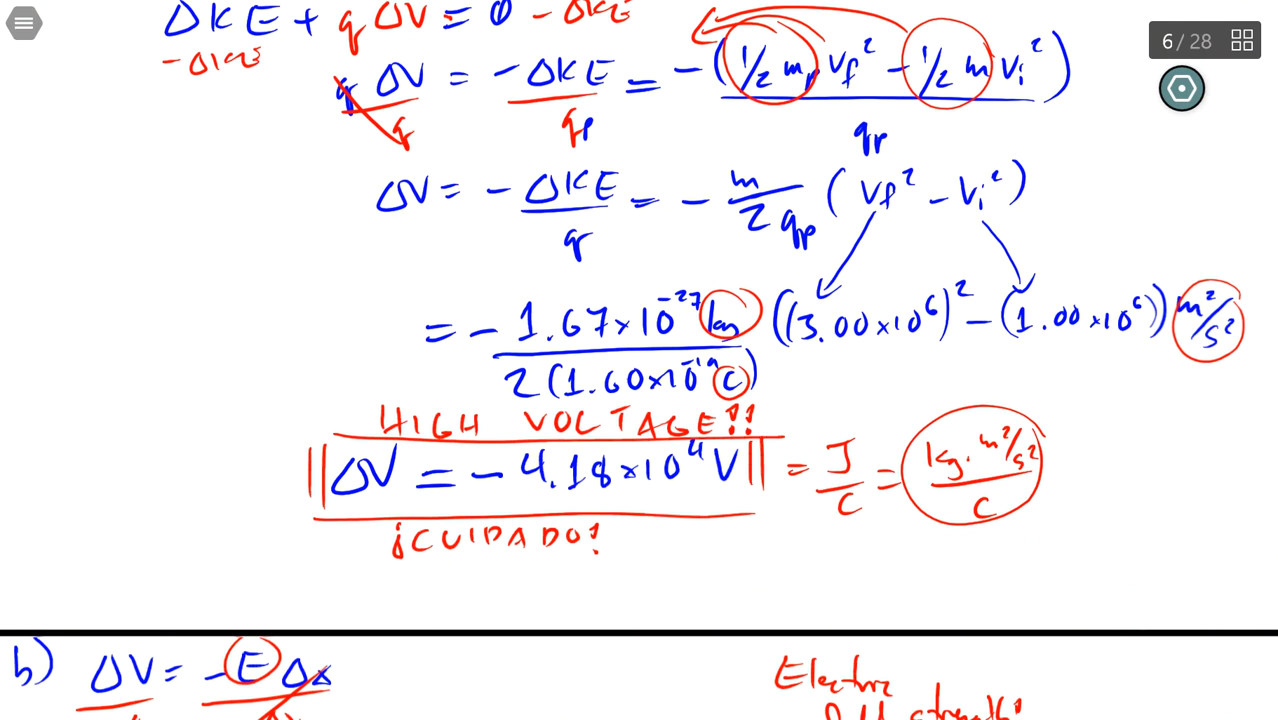 ΔKE + qΔV = 0 - ΔKE
-ΔKE
6 / 28
qΔV/q = -ΔKE/qp = -(1/2 mp vf² - 1/2 m vi²)/qp
ΔV = -ΔKE/q = - m/2qp (vf² - vi²)
= - 1.67×10⁻²⁷ kg/2(1.60×10⁻¹⁹ C) ((3.00×10⁶)² - (1.00×10⁶)) m²/s²
HIGH VOLTAGE!!
||ΔV = -4.18×10⁴ V|| = J/C = kg·m²/s²/C
¡CUIDADO!
b) ΔV = -EΔx
Electric
strength